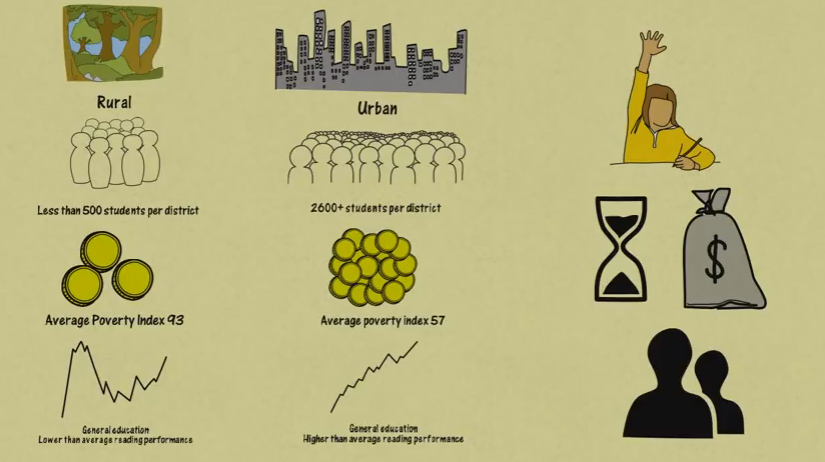 Rural
Urban
Less than 500 students per district
2600+ students per district
Average Poverty Index 93
Average poverty index 57
$
General education
Lower than average reading performance
General education
Higher than average reading performance